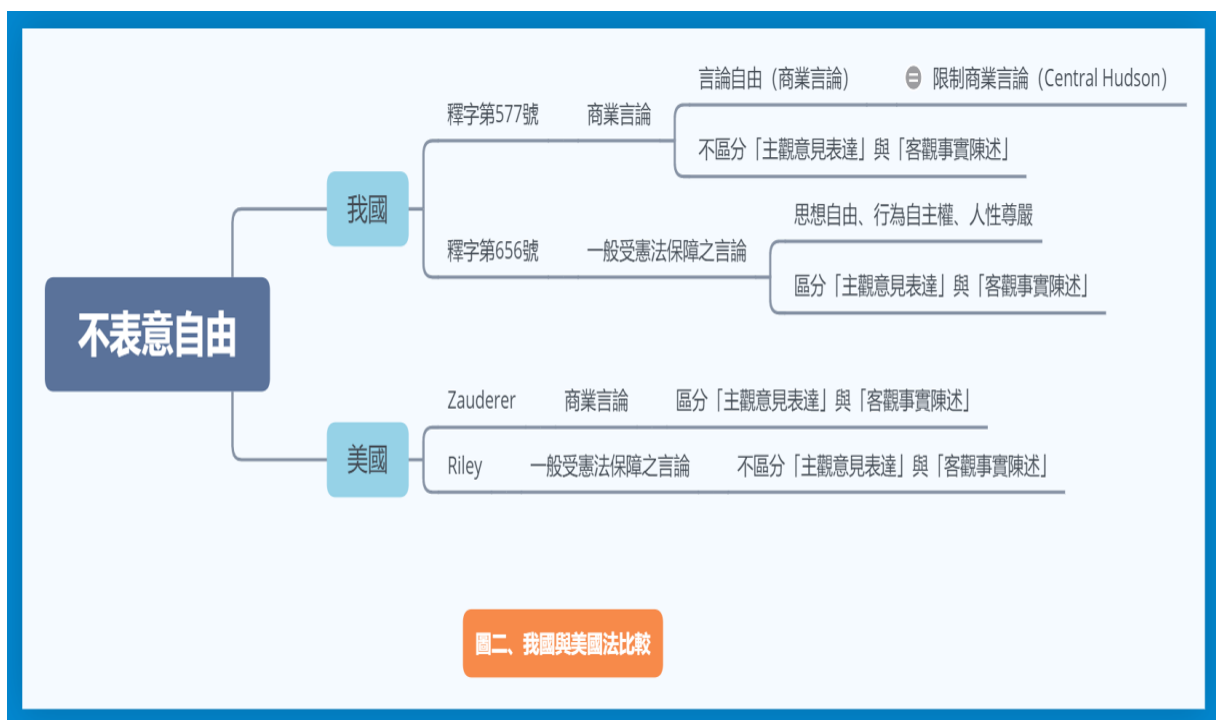 言論自由（商業言論） = 限制商業言論（Central Hudson）
釋字第577號 商業言論
不區分「主觀意見表達」與「客觀事實陳述」
我國
思想自由、行為自主權、人性尊嚴
釋字第656號 一般受憲法保障之言論
區分「主觀意見表達」與「客觀事實陳述」
不表意自由
Zauderer 商業言論 區分「主觀意見表達」與「客觀事實陳述」
美國
Riley 一般受憲法保障之言論 不區分「主觀意見表達」與「客觀事實陳述」
圖二、我國與美國法比較